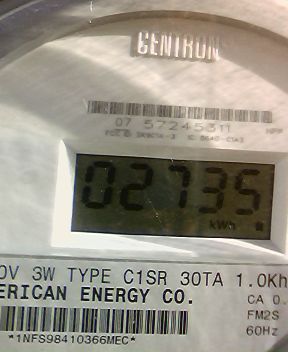 CENTRON
07 57245311
02735
kWh
0V 3W TYPE C1SR 30TA 1.0Kh
ERICAN ENERGY CO.
CA 0.
FM2S
60Hz
*1NFS98410366MEC*